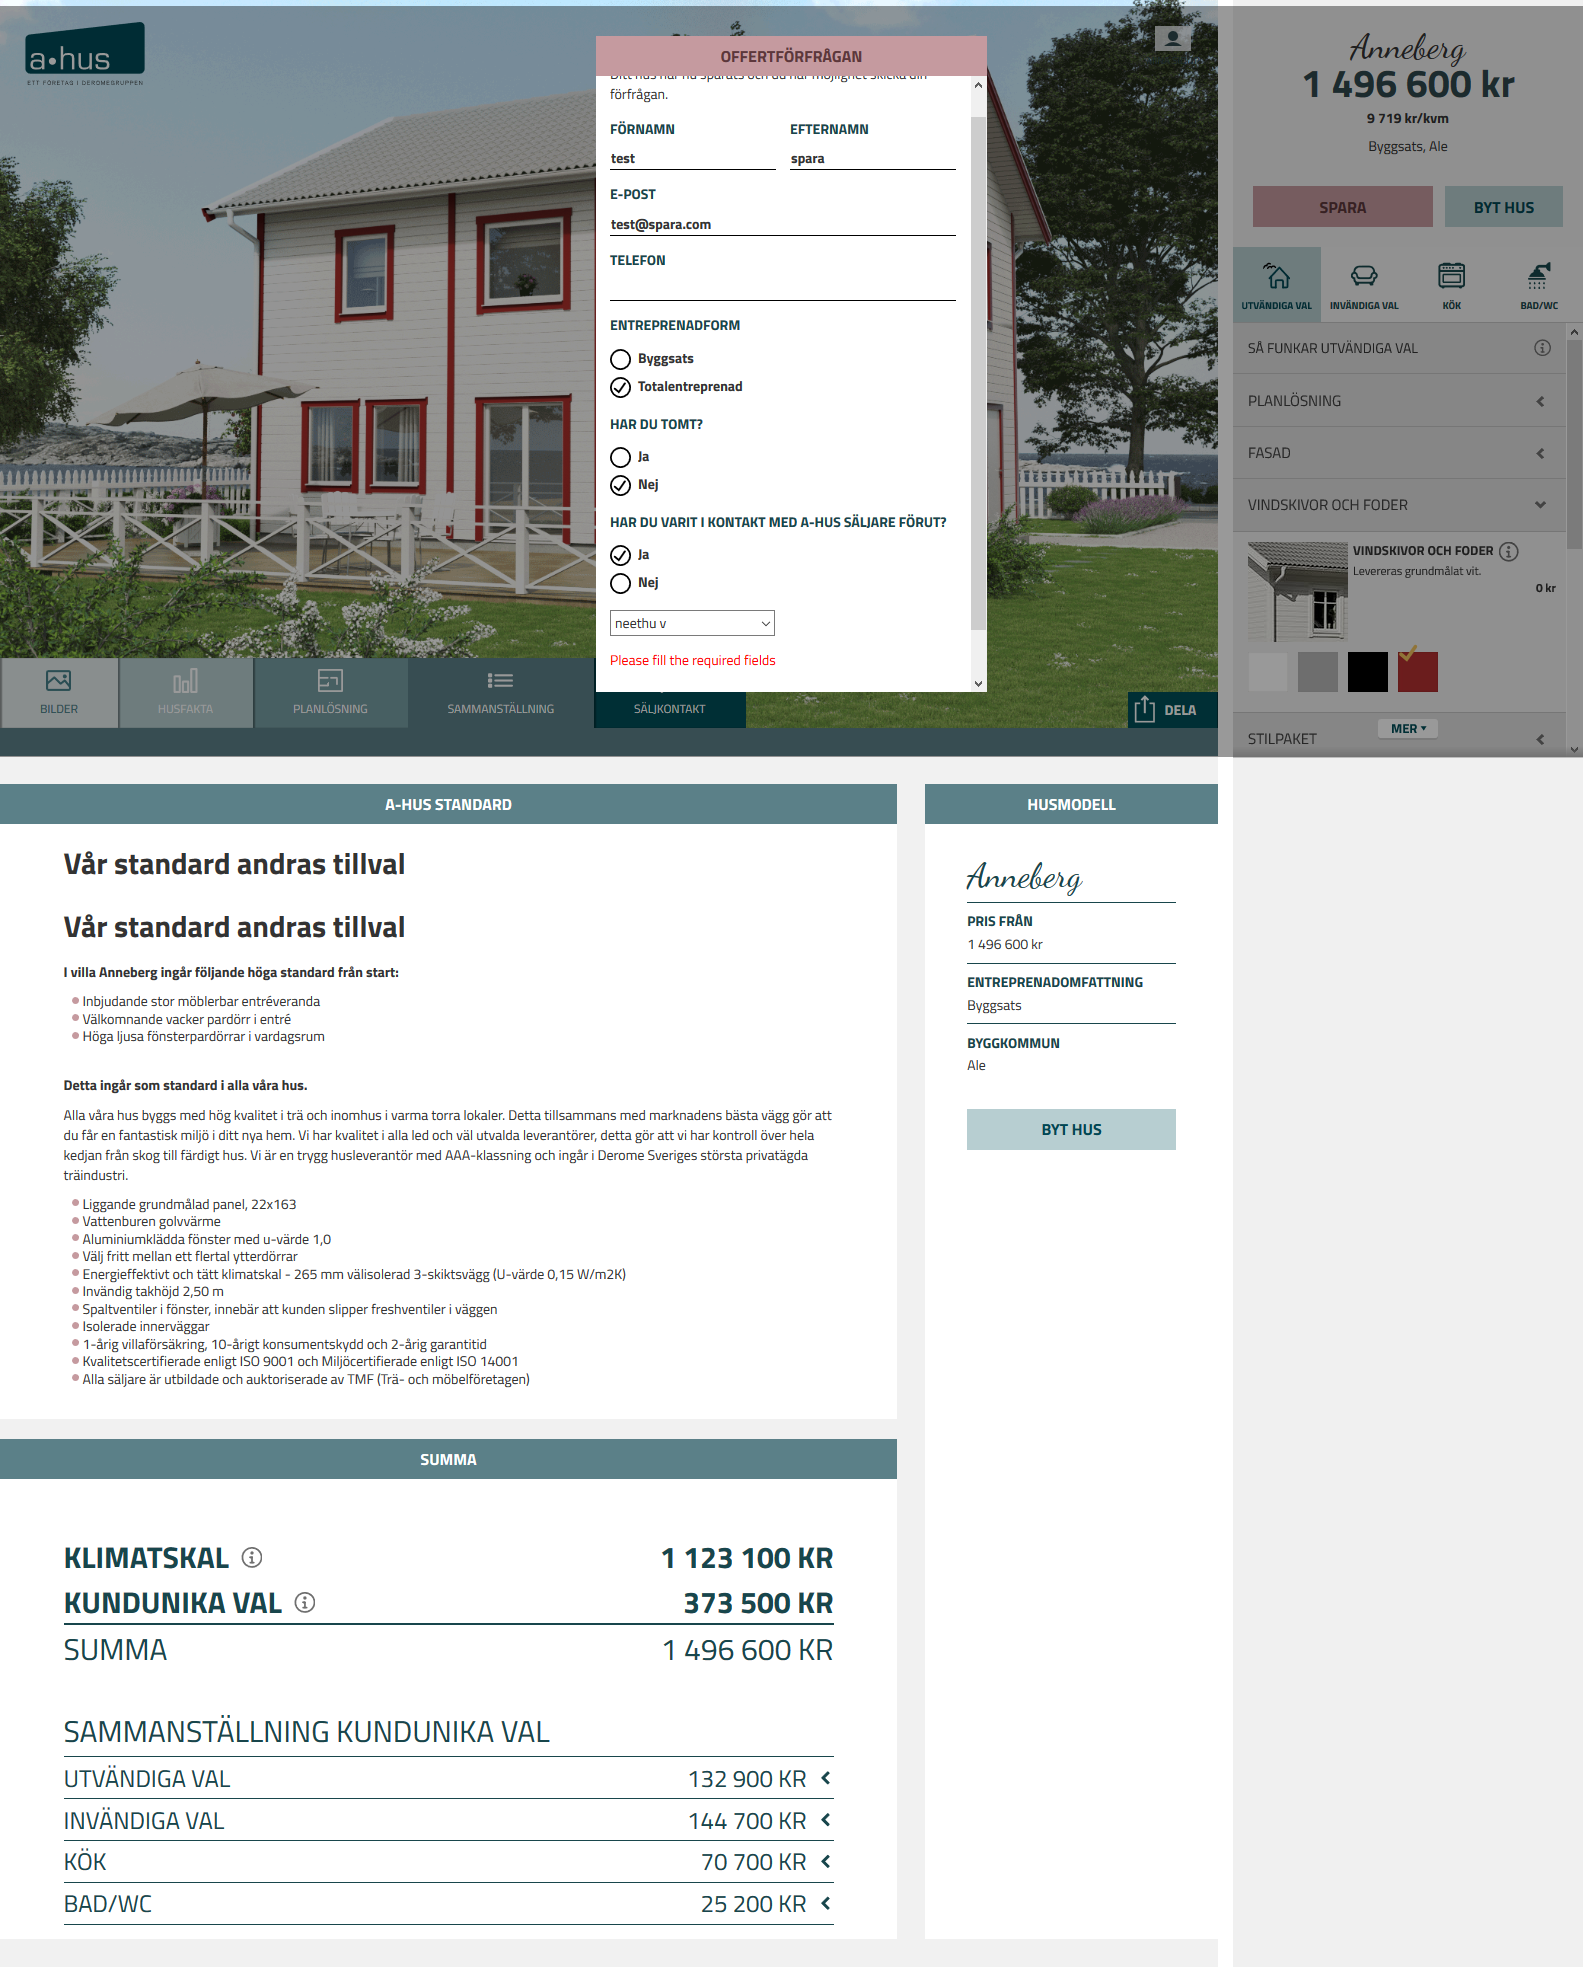 a•hus
ETT FÖRETAG I DEROMEGRUPPEN
OFFERTFÖRFRÅGAN
Ditt hus har nu sparats och du har möjlighet skicka din
förfrågan.
FÖRNAMN
EFTERNAMN
test
spara
E-POST
test@spara.com
TELEFON
ENTREPRENADFORM
Byggsats
Totalentreprenad
HAR DU TOMT?
Ja
Nej
HAR DU VARIT I KONTAKT MED A-HUS SÄLJARE FÖRUT?
Ja
Nej
neethu v
Please fill the required fields
BILDER
HUSFAKTA
PLANLÖSNING
SAMMANSTÄLLNING
SÄLJKONTAKT
DELA
Anneberg
1 496 600 kr
9 719 kr/kvm
Byggsats, Ale
SPARA
BYT HUS
UTVÄNDIGA VAL
INVÄNDIGA VAL
KÖK
BAD/WC
SÅ FUNKAR UTVÄNDIGA VAL
PLANLÖSNING
FASAD
VINDSKIVOR OCH FODER
VINDSKIVOR OCH FODER
Levereras grundmålat vit.
0 kr
STILPAKET
MER
A-HUS STANDARD
Vår standard andras tillval
Vår standard andras tillval
I villa Anneberg ingår följande höga standard från start:
Inbjudande stor möblerbar entréveranda
Välkomnande vacker pardörr i entré
Höga ljusa fönsterpardörrar i vardagsrum
Detta ingår som standard i alla våra hus.
Alla våra hus byggs med hög kvalitet i trä och inomhus i varma torra lokaler. Detta tillsammans med marknadens bästa vägg gör att
du får en fantastisk miljö i ditt nya hem. Vi har kvalitet i alla led och väl utvalda leverantörer, detta gör att vi har kontroll över hela
kedjan från skog till färdigt hus. Vi är en trygg husleverantör med AAA-klassning och ingår i Derome Sveriges största privatägda
träindustri.
Liggande grundmålad panel, 22x163
Vattenburen golvvärme
Aluminiumklädda fönster med u-värde 1,0
Välj fritt mellan ett flertal ytterdörrar
Energieffektivt och tätt klimatskal - 265 mm välisolerad 3-skiktsvägg (U-värde 0,15 W/m2K)
Invändig takhöjd 2,50 m
Spaltventiler i fönster, innebär att kunden slipper freshventiler i väggen
Isolerade innerväggar
1-årig villaförsäkring, 10-årigt konsumentskydd och 2-årig garantitid
Kvalitetscertifierade enligt ISO 9001 och Miljöcertifierade enligt ISO 14001
Alla säljare är utbildade och auktoriserade av TMF (Trä- och möbelföretagen)
HUSMODELL
Anneberg
PRIS FRÅN
1 496 600 kr
ENTREPRENADOMFATTNING
Byggsats
BYGGKOMMUN
Ale
BYT HUS
SUMMA
KLIMATSKAL 1 123 100 KR
KUNDUNIKA VAL 373 500 KR
SUMMA 1 496 600 KR
SAMMANSTÄLLNING KUNDUNIKA VAL
UTVÄNDIGA VAL 132 900 KR
INVÄNDIGA VAL 144 700 KR
KÖK 70 700 KR
BAD/WC 25 200 KR